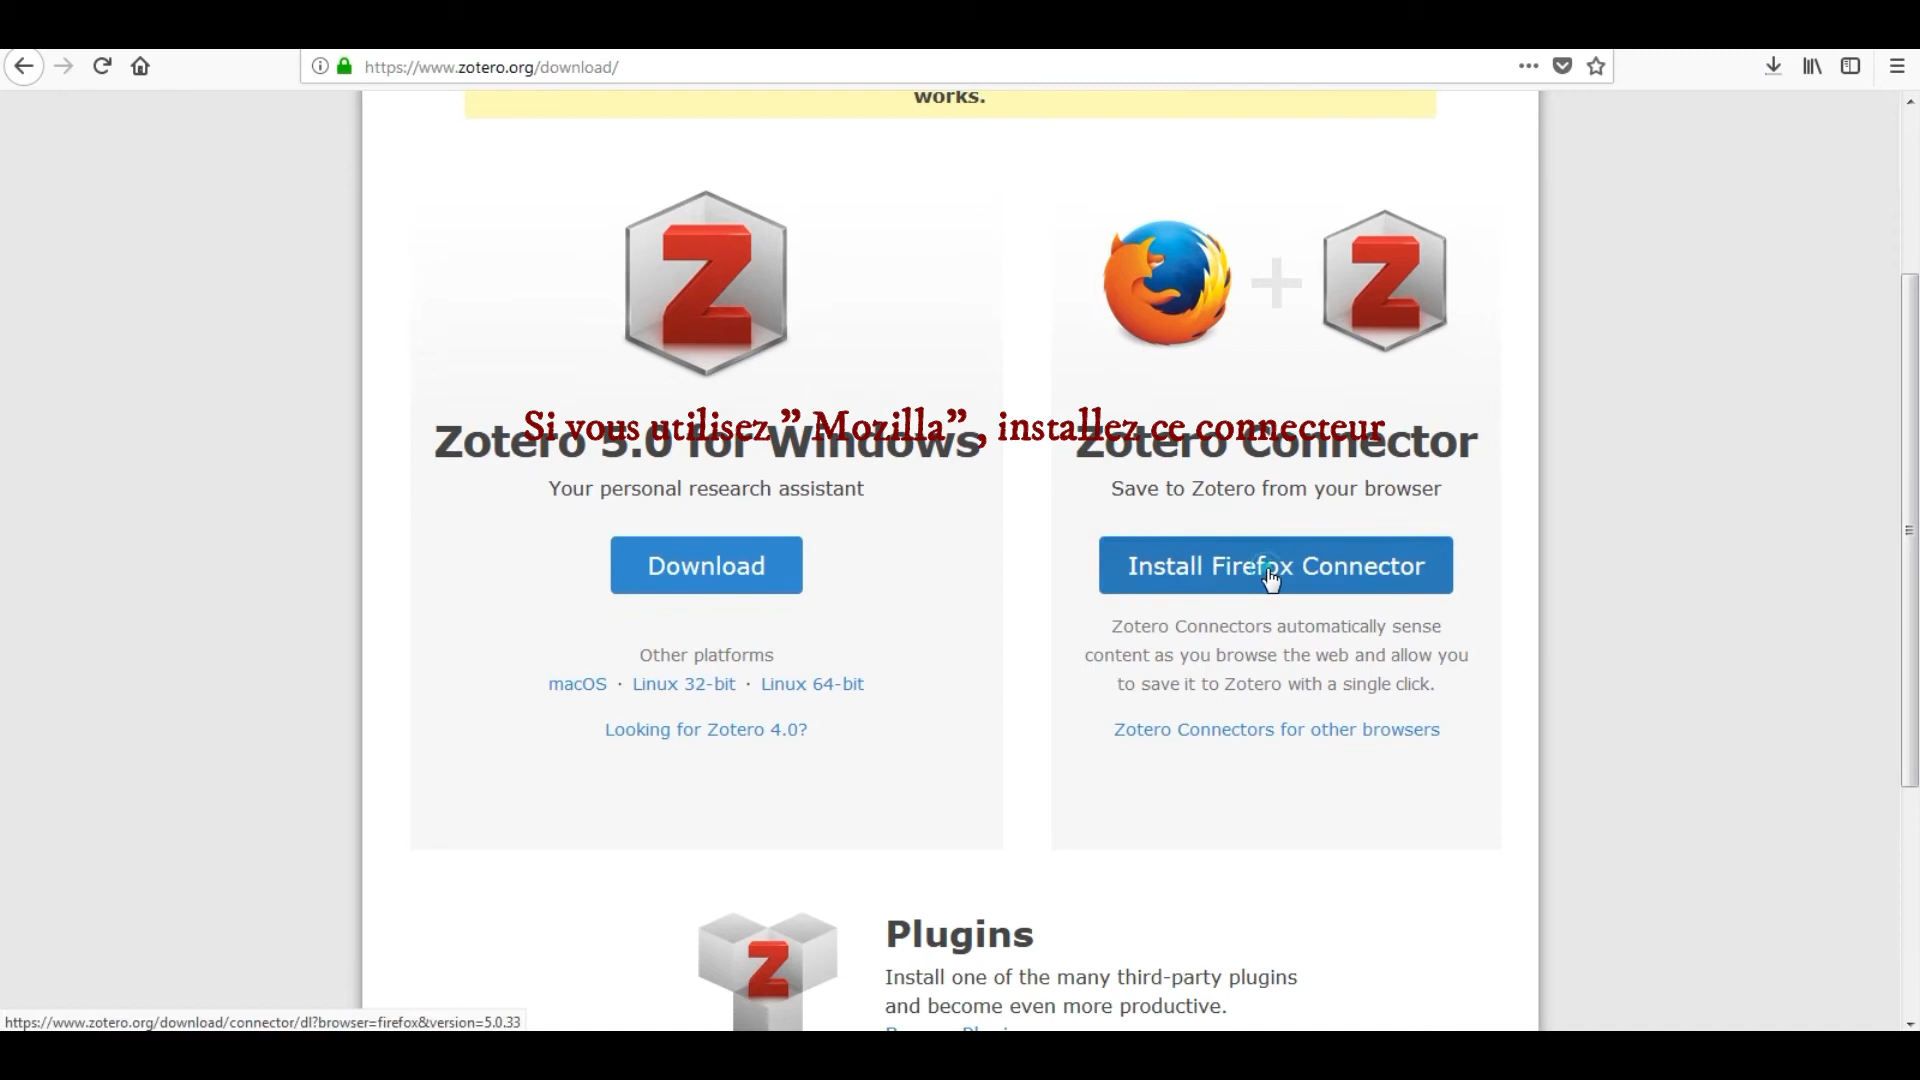 https://www.zotero.org/download/
works.
Si vous utilisez" Mozilla", installez ce connecteur
Zotero 5.0 for Windows
Your personal research assistant
Download
Other platforms
macOS · Linux 32-bit · Linux 64-bit
Looking for Zotero 4.0?
Zotero Connector
Save to Zotero from your browser
Install Firefox Connector
Zotero Connectors automatically sense
content as you browse the web and allow you
to save it to Zotero with a single click.
Zotero Connectors for other browsers
Plugins
Install one of the many third-party plugins
and become even more productive.
https://www.zotero.org/download/connector/dl?browser=firefox&version=5.0.33